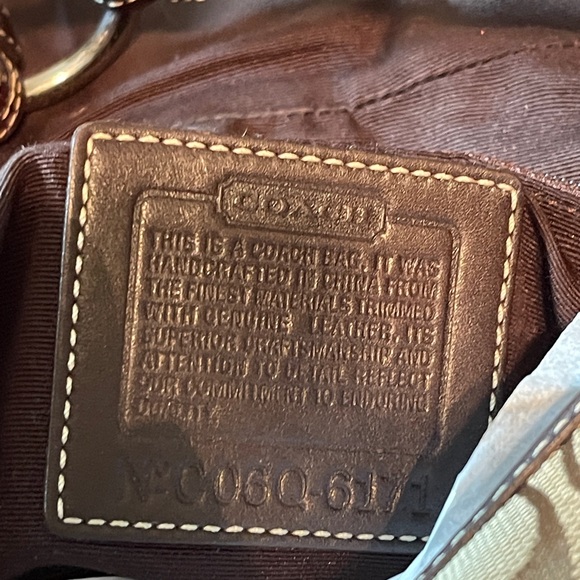 COACH
THIS IS A COACH BAG. IT WAS
HANDCRAFTED IN CHINA FROM
THE FINEST MATERIALS TRIMMED
WITH GENUINE LEATHER. ITS
SUPERIOR CRAFTSMANSHIP AND
ATTENTION TO DETAIL REFLECT
OUR COMMITMENT TO ENDURING
QUALITY.
Nº C06Q-6171